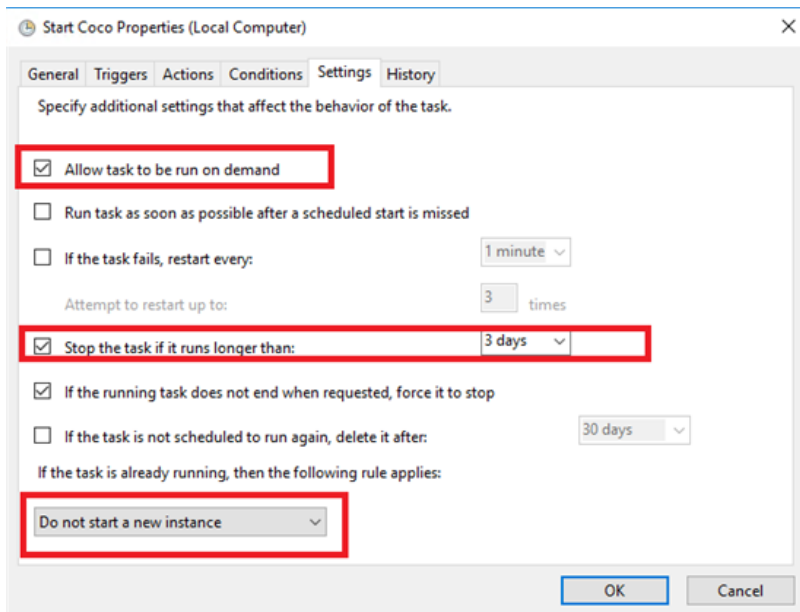 Start Coco Properties (Local Computer)
General Triggers Actions Conditions Settings History
Specify additional settings that affect the behavior of the task.
Allow task to be run on demand
Run task as soon as possible after a scheduled start is missed
If the task fails, restart every: 1 minute
Attempt to restart up to: 3 times
Stop the task if it runs longer than: 3 days
If the running task does not end when requested, force it to stop
If the task is not scheduled to run again, delete it after: 30 days
If the task is already running, then the following rule applies:
Do not start a new instance
OK Cancel